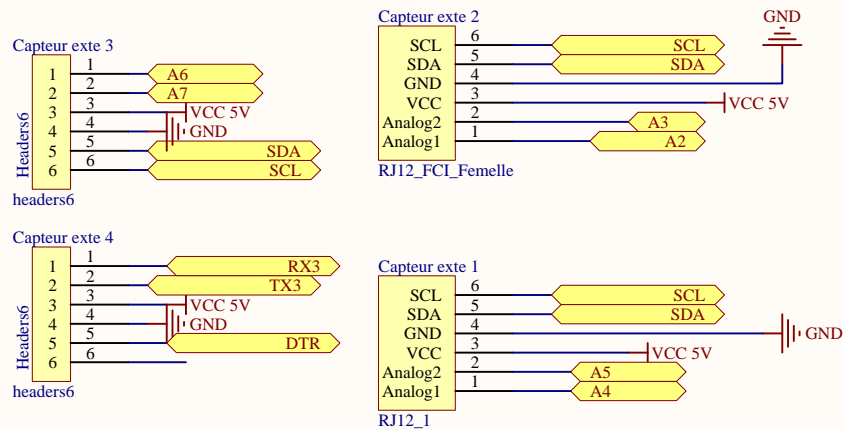 Capteur exte 3
1 1 A6
2 2 A7
3 3 VCC 5V
4 4 GND
5 5 SDA
6 6 SCL
Headers6
headers6
Capteur exte 2
GND
SCL 6 SCL
SDA 5 SDA
GND 4
VCC 3 VCC 5V
Analog2 2 A3
Analog1 1 A2
RJ12_FCI_Femelle
Capteur exte 4
1 1 RX3
2 2 TX3
3 3 VCC 5V
4 4 GND
5 5 DTR
6 6
Headers6
headers6
Capteur exte 1
SCL 6 SCL
SDA 5 SDA
GND 4 GND
VCC 3 VCC 5V
Analog2 2 A5
Analog1 1 A4
RJ12_1